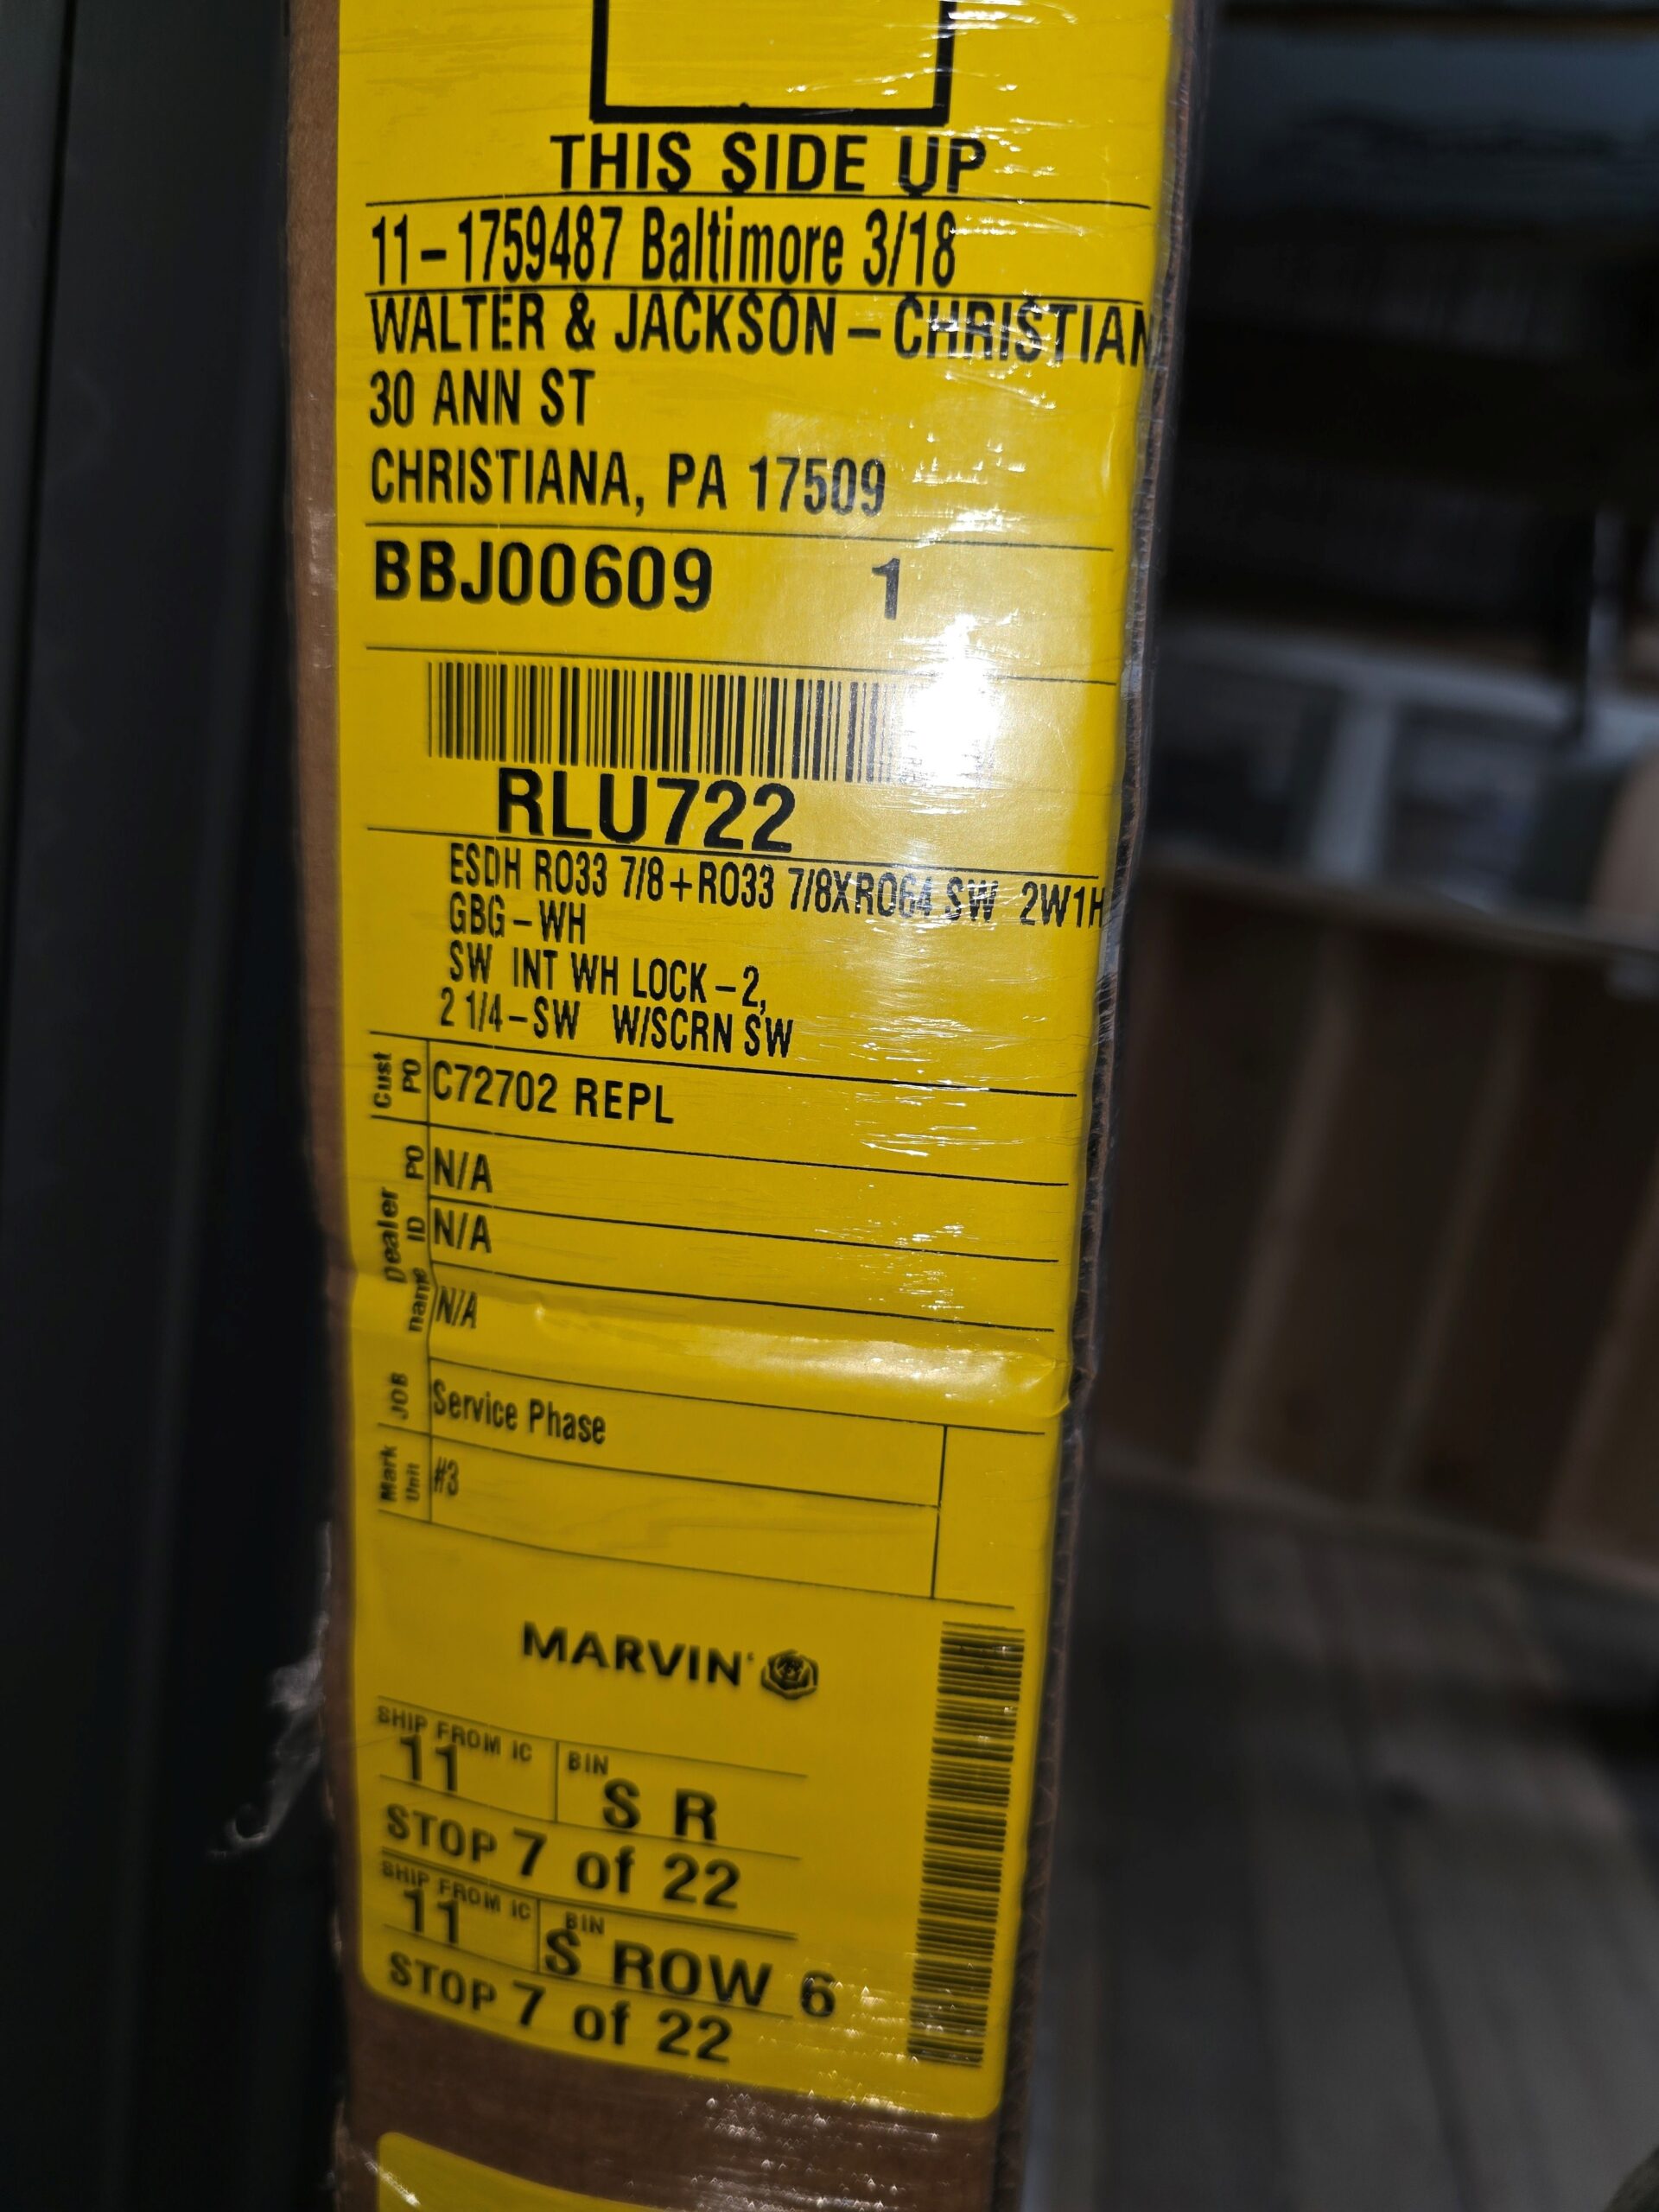 THIS SIDE UP
11-1759487 Baltimore 3/18
WALTER & JACKSON - CHRISTIAN
30 ANN ST
CHRISTIANA, PA 17509
BBJ00609 1
RLU722
ESDH RO33 7/8+RO33 7/8XRO64 SW 2W1H
GBG-WH
SW INT WH LOCK-2,
2 1/4-SW W/SCRN SW
Cust PO C72702 REPL
Dealer PO N/A
ID N/A
name N/A
JOB Service Phase
Mark Unit #3
MARVIN
SHIP FROM IC BIN
11 S R
STOP 7 of 22
SHIP FROM IC BIN
11 S ROW 6
STOP 7 of 22